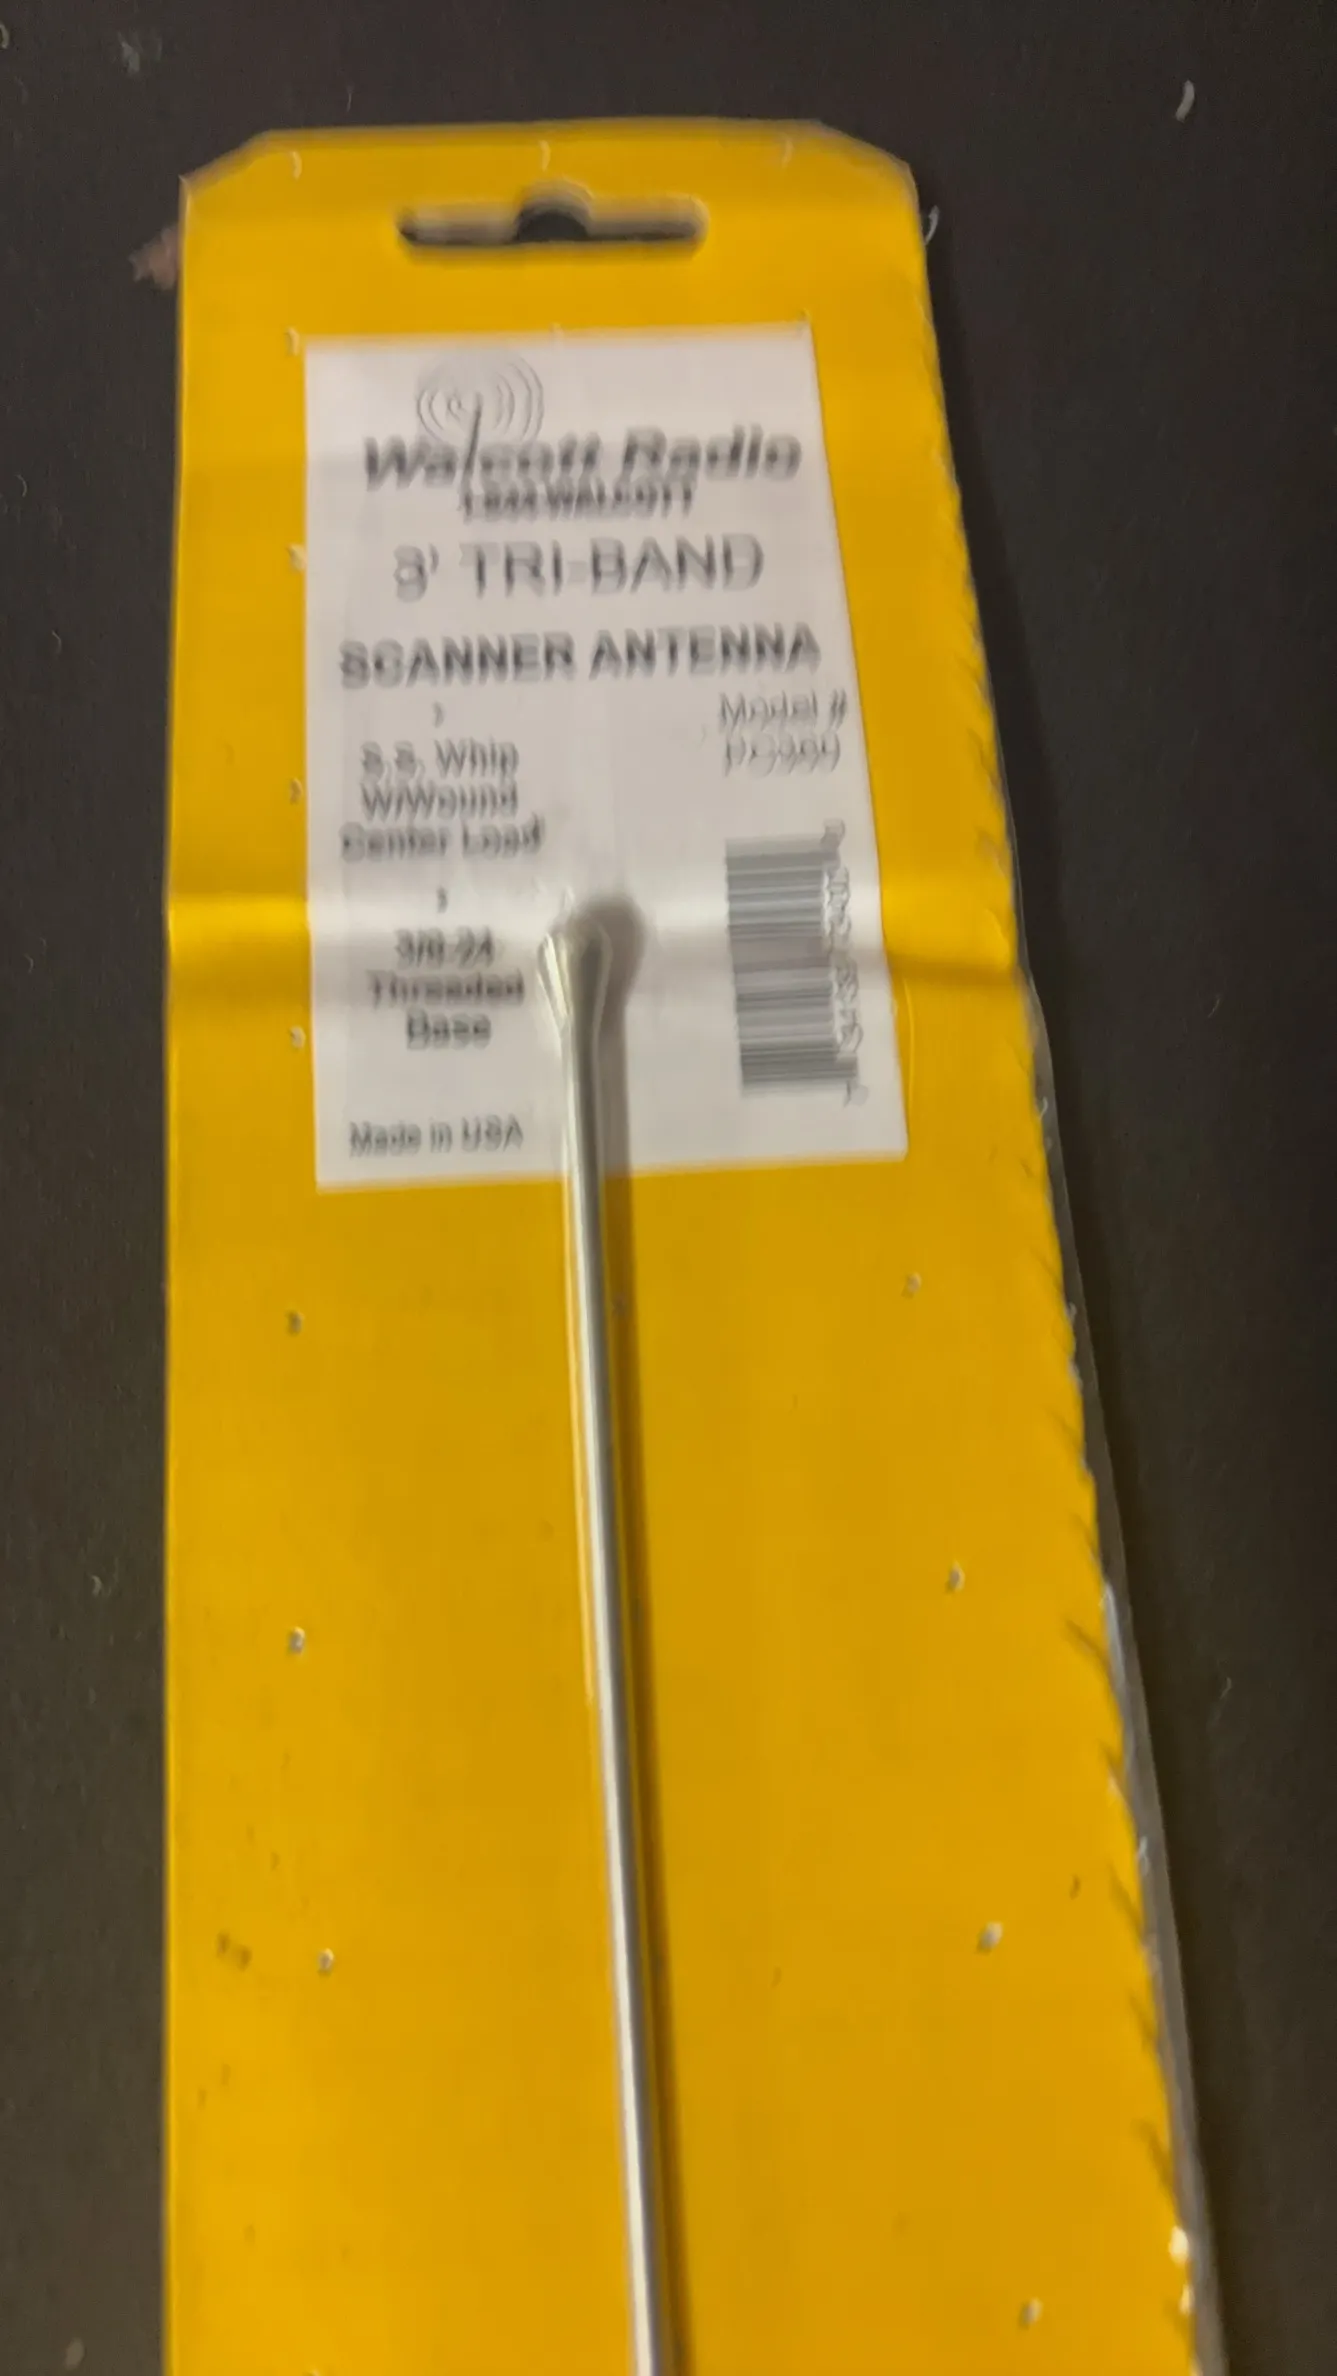 Walcott Radio
3' TRI-BAND
SCANNER ANTENNA
Model #
S.S. Whip
W/Wound
Center Load
3/8-24
Threaded
Base
Made in USA